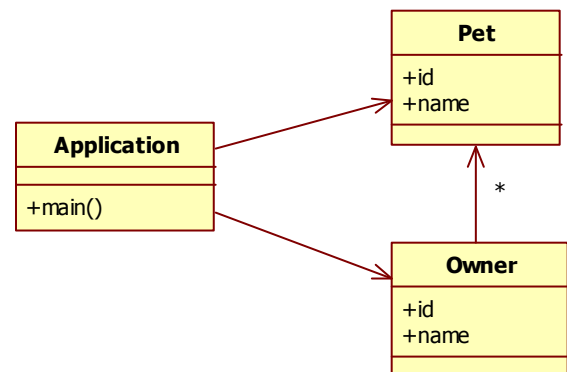 Pet
+id
+name
Application
+main()
*
Owner
+id
+name